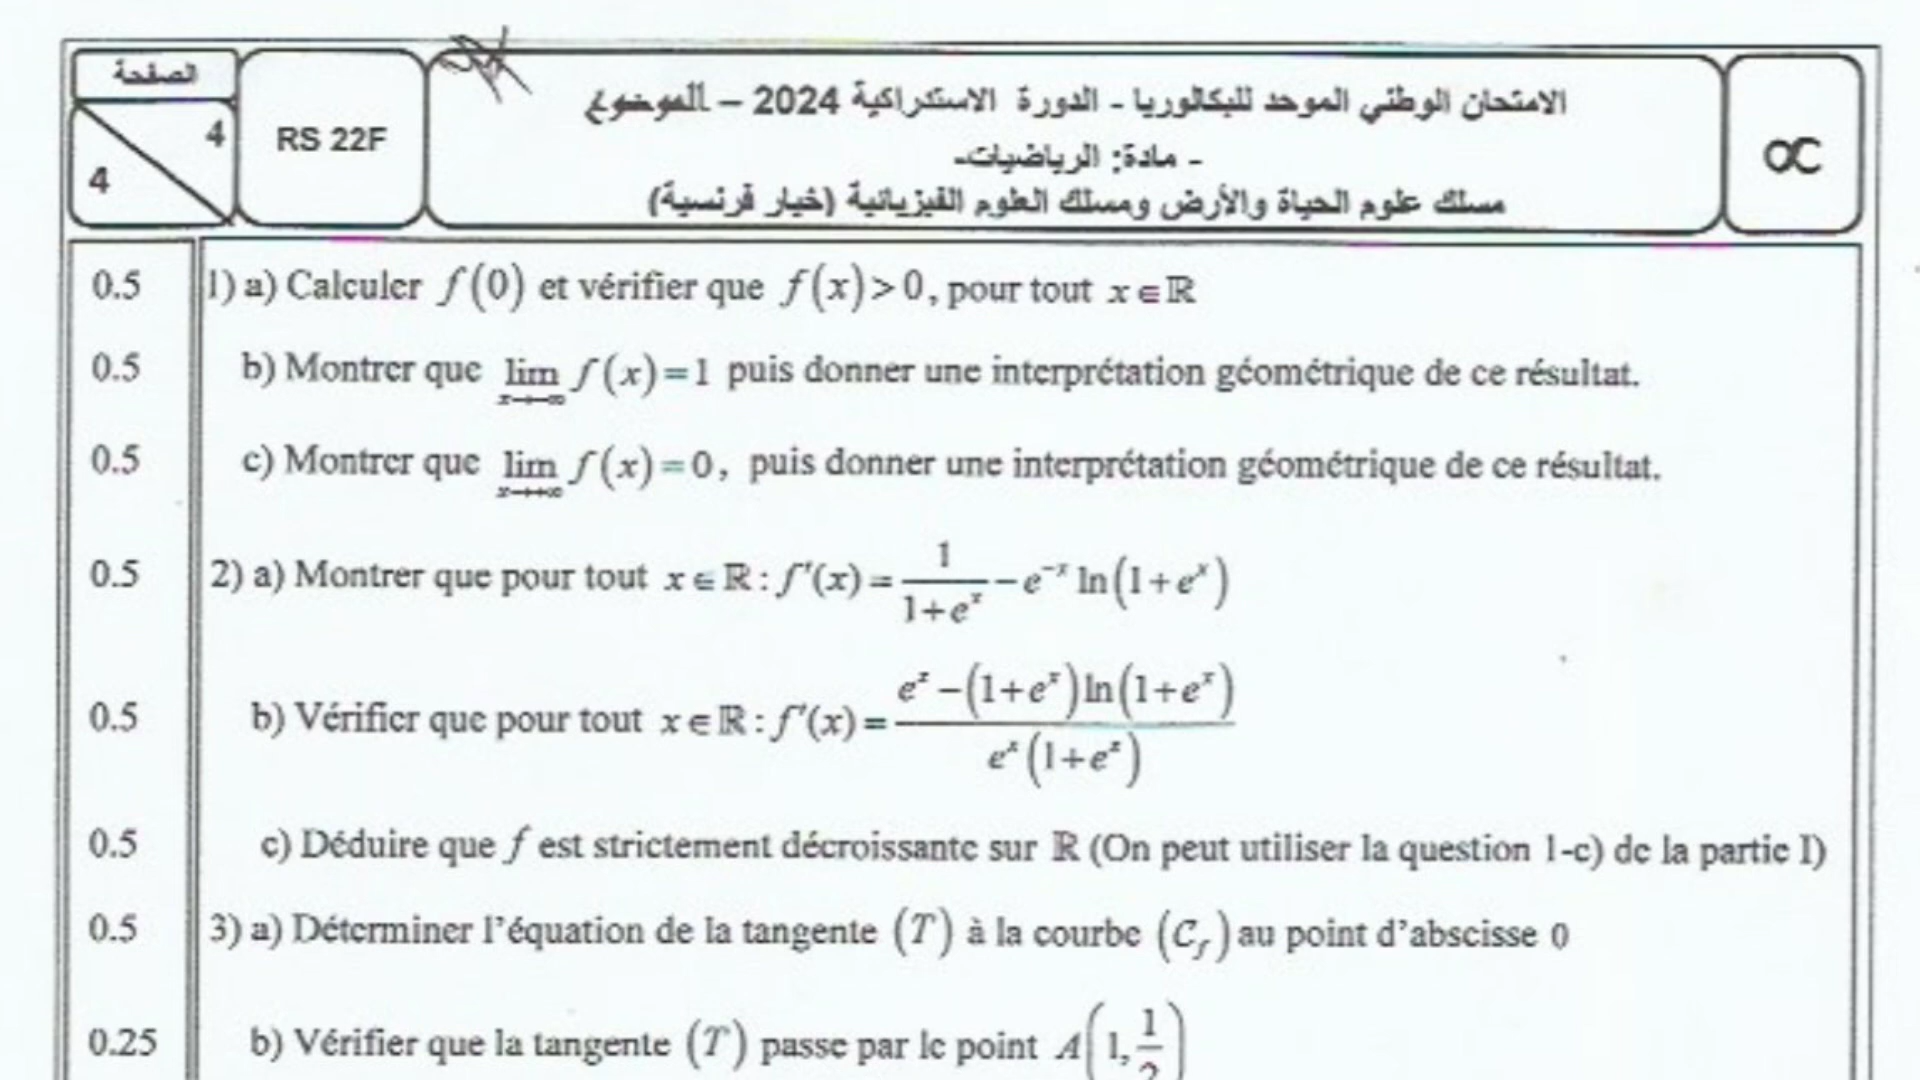 الصفحة
4
4
RS 22F
الامتحان الوطني الموحد للبكالوريا - الدورة الاستدراكية 2024 – الموضوع
- مادة: الرياضيات-
مسلك علوم الحياة والأرض ومسلك العلوم الفيزيائية (خيار فرنسية)
0.5 1) a) Calculer f(0) et vérifier que f(x)>0, pour tout x∈ℝ
0.5 b) Montrer que lim_{x→-∞} f(x)=1 puis donner une interprétation géométrique de ce résultat.
0.5 c) Montrer que lim_{x→+∞} f(x)=0, puis donner une interprétation géométrique de ce résultat.
0.5 2) a) Montrer que pour tout x∈ℝ : f'(x)= 1/(1+e^x) − e^{-x} ln(1+e^x)
0.5 b) Vérifier que pour tout x∈ℝ : f'(x)= (e^x −(1+e^x)ln(1+e^x))/(e^x(1+e^x))
0.5 c) Déduire que f est strictement décroissante sur ℝ (On peut utiliser la question 1-c) de la partie I)
0.5 3) a) Déterminer l'équation de la tangente (T) à la courbe (C_f) au point d'abscisse 0
0.25 b) Vérifier que la tangente (T) passe par le point A(1, 1/2)